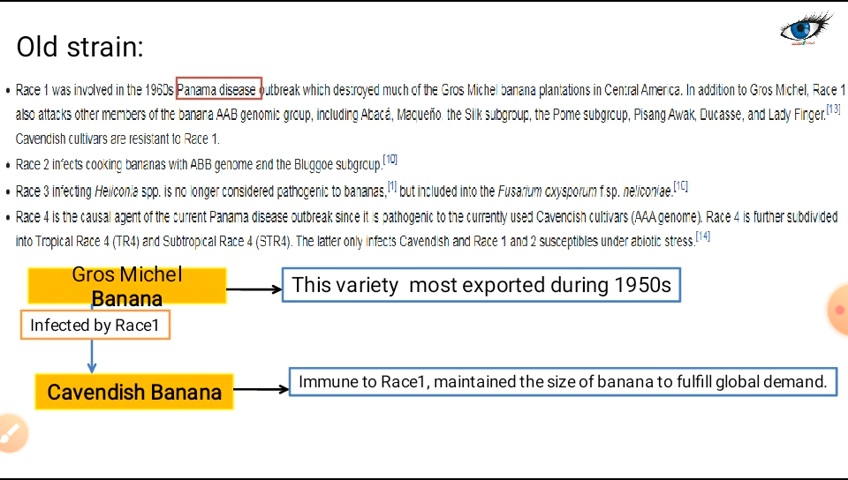 Old strain:
• Race 1 was involved in the 1960s Panama disease outbreak which destroyed much of the Gros Michel banana plantations in Central America. In addition to Gros Michel, Race 1
also attacks other members of the banana AAB genomic group, including Abacá, Maqueño, the Silk subgroup, the Pome subgroup, Pisang Awak, Ducasse, and Lady Finger.[13]
Cavendish cultivars are resistant to Race 1.
• Race 2 infects cooking bananas with ABB genome and the Bluggoe subgroup.[10]
• Race 3 infecting Heliconia spp. is no longer considered pathogenic to bananas,[1] but included into the Fusarium oxysporum f.sp. heliconiae.[10]
• Race 4 is the causal agent of the current Panama disease outbreak since it is pathogenic to the currently used Cavendish cultivars (AAA genome). Race 4 is further subdivided
into Tropical Race 4 (TR4) and Subtropical Race 4 (STR4). The latter only infects Cavendish and Race 1 and 2 susceptibles under abiotic stress.[14]
Gros Michel
Banana
This variety most exported during 1950s
Infected by Race1
Cavendish Banana
Immune to Race1, maintained the size of banana to fulfill global demand.